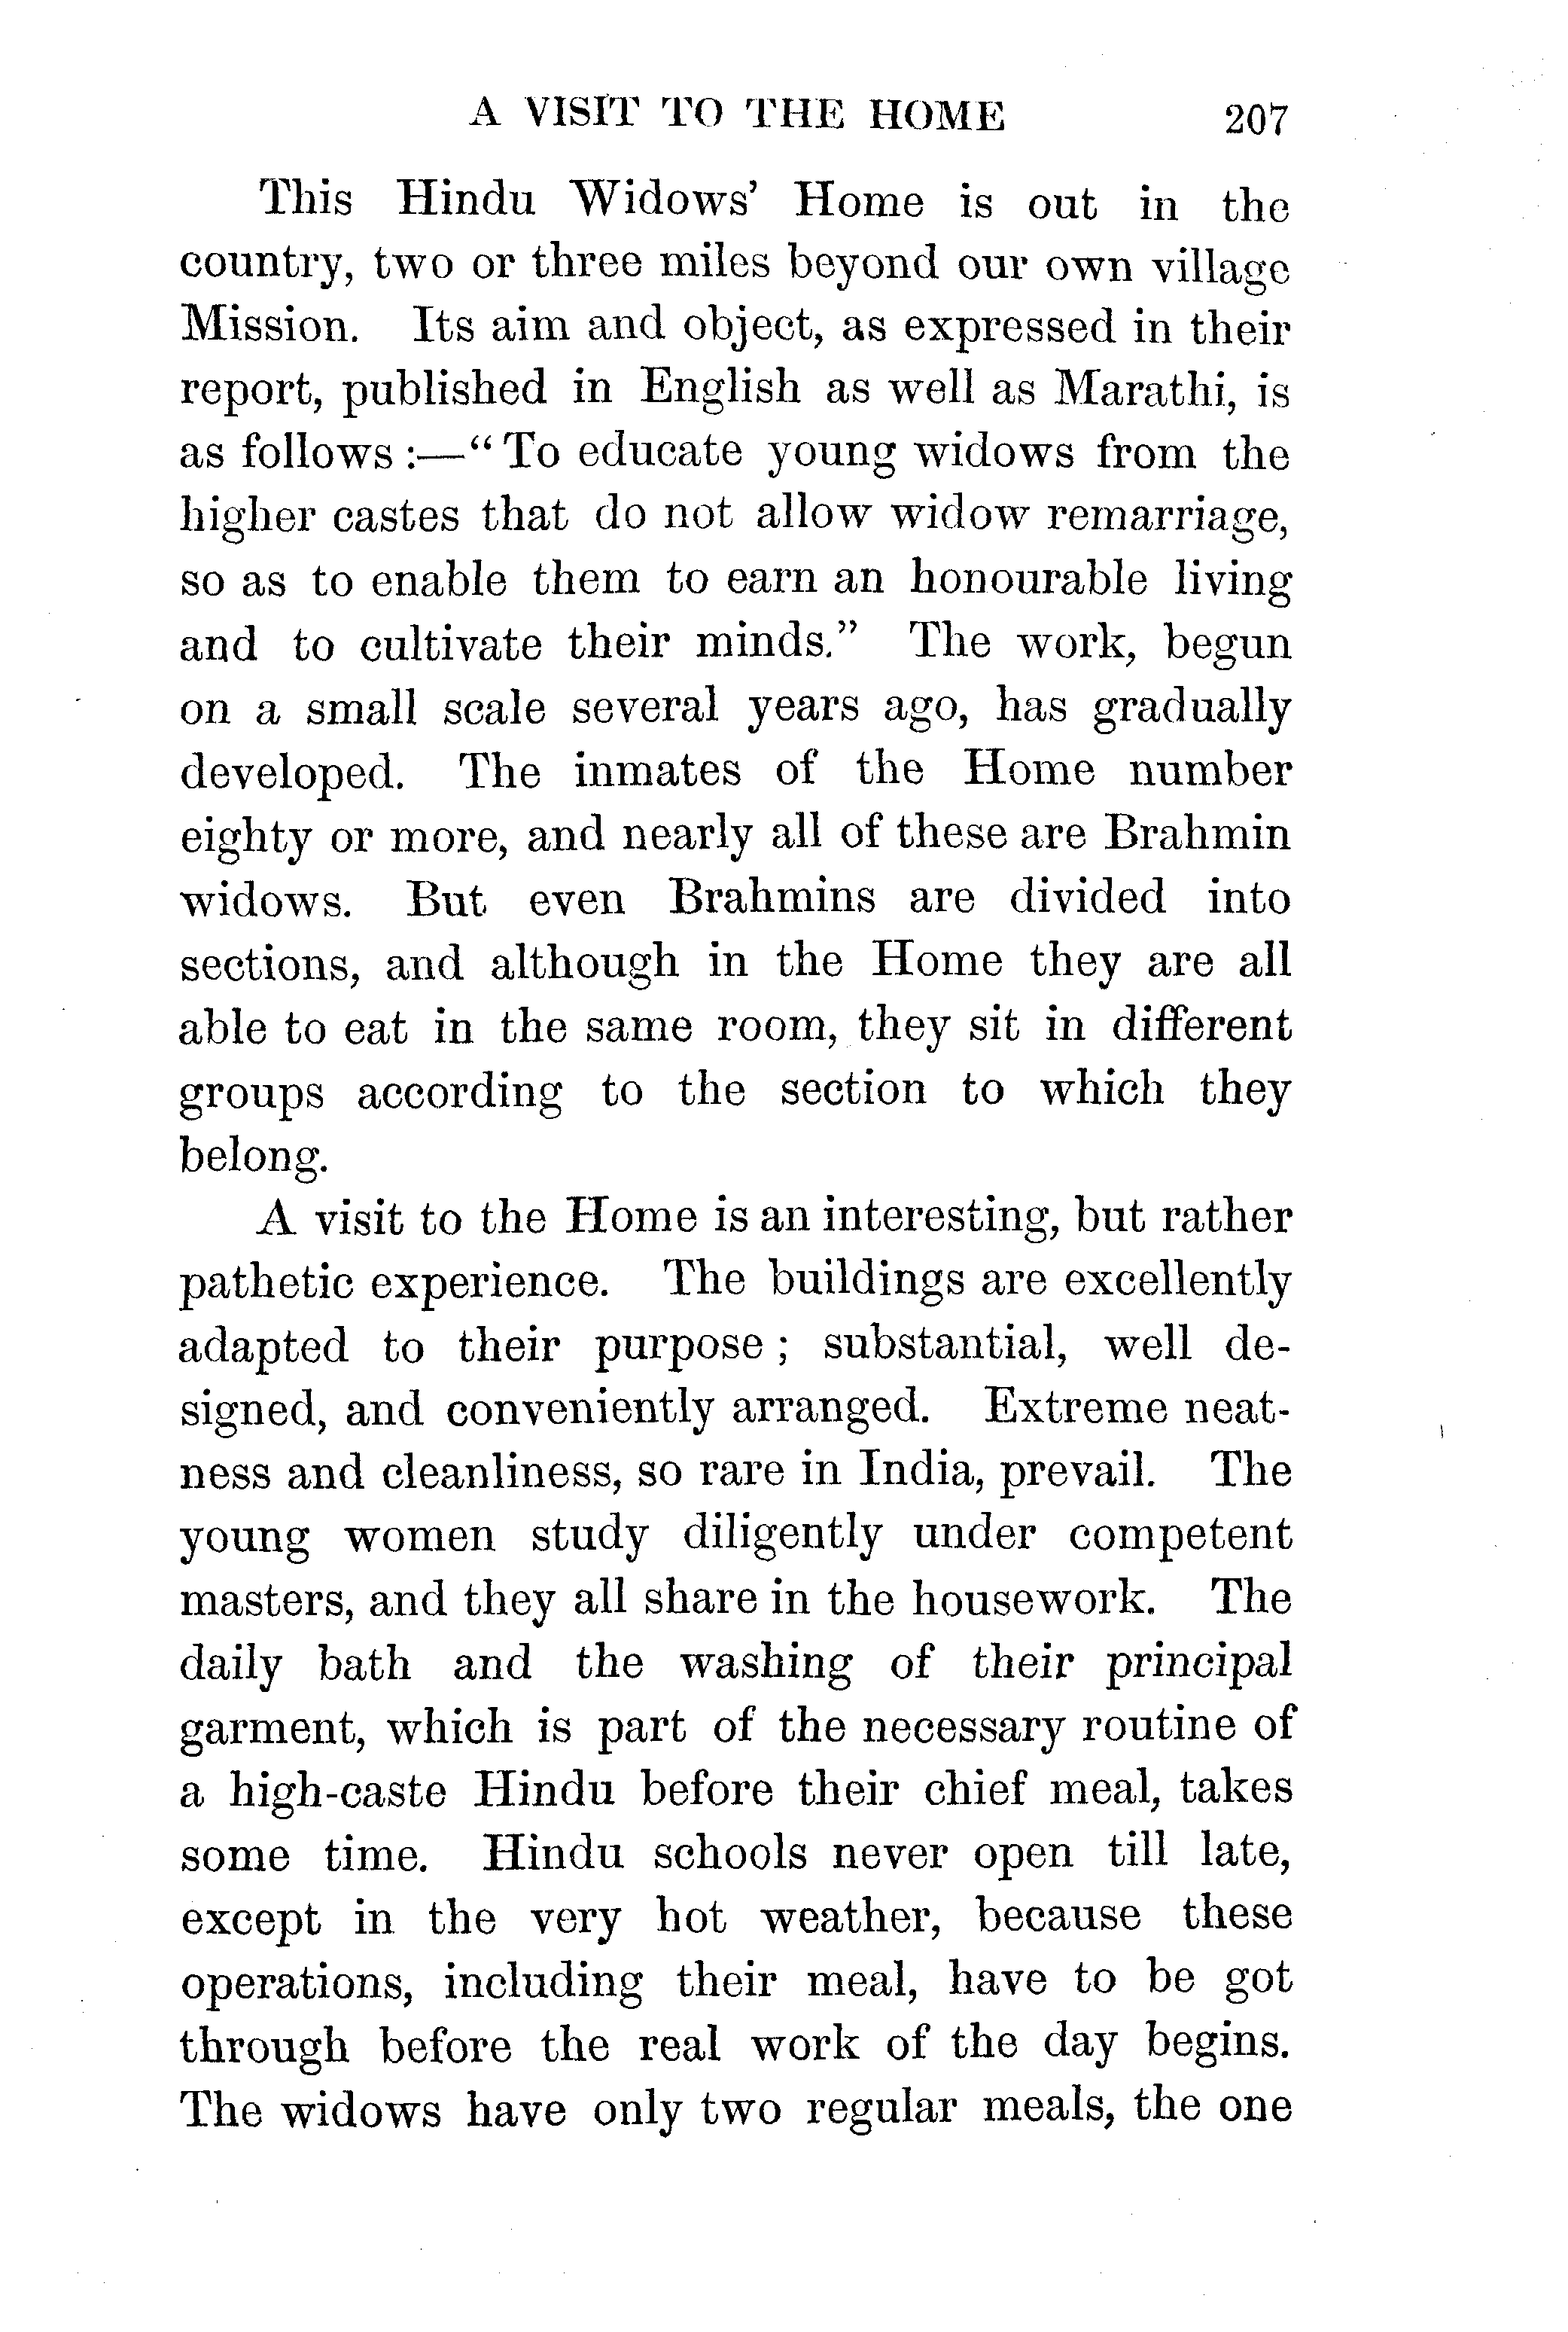 A VISIT TO THE HOME 207
This Hindu Widows' Home is out in the
country, two or three miles beyond our own village
Mission. Its aim and object, as expressed in their
report, published in English as well as Marathi, is
as follows :—"To educate young widows from the
higher castes that do not allow widow remarriage,
so as to enable them to earn an honourable living
and to cultivate their minds." The work, begun
on a small scale several years ago, has gradually
developed. The inmates of the Home number
eighty or more, and nearly all of these are Brahmin
widows. But even Brahmins are divided into
sections, and although in the Home they are all
able to eat in the same room, they sit in different
groups according to the section to which they
belong.
A visit to the Home is an interesting, but rather
pathetic experience. The buildings are excellently
adapted to their purpose ; substantial, well de-
signed, and conveniently arranged. Extreme neat-
ness and cleanliness, so rare in India, prevail. The
young women study diligently under competent
masters, and they all share in the housework. The
daily bath and the washing of their principal
garment, which is part of the necessary routine of
a high-caste Hindu before their chief meal, takes
some time. Hindu schools never open till late,
except in the very hot weather, because these
operations, including their meal, have to be got
through before the real work of the day begins.
The widows have only two regular meals, the one